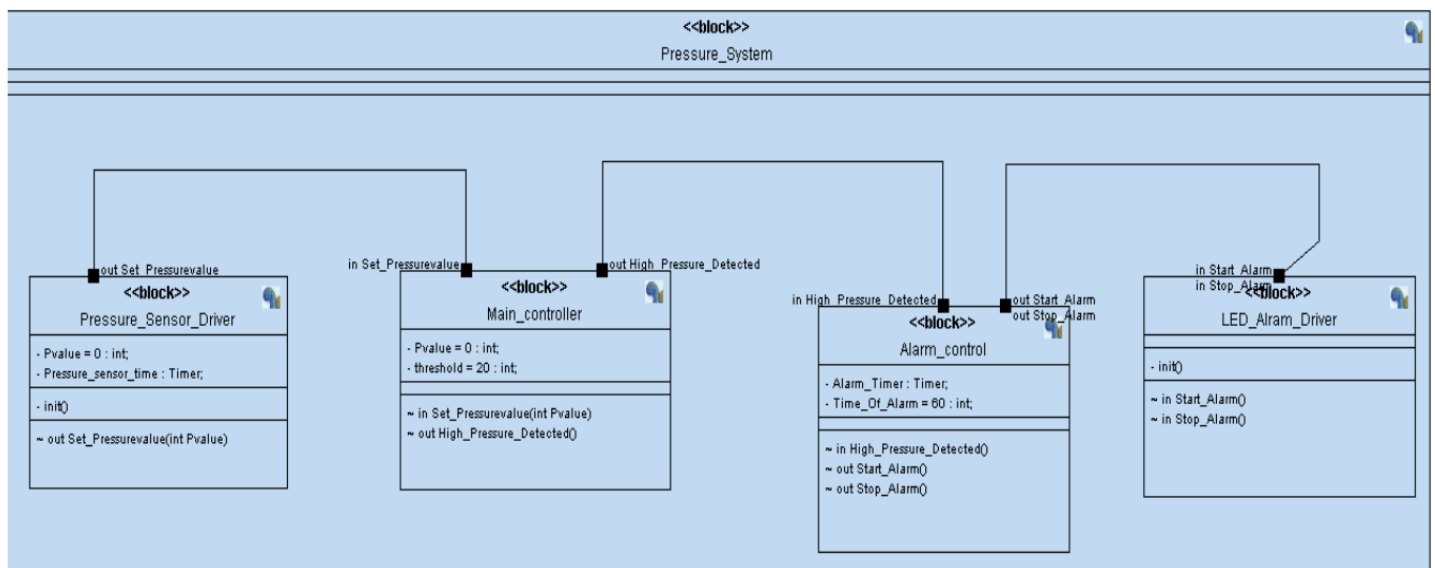 <<block>>
Pressure_System
out Set_Pressurevalue
<<block>>
Pressure_Sensor_Driver
- Pvalue = 0 : int;
- Pressure_sensor_time : Timer;
- init()
~ out Set_Pressurevalue(int Pvalue)
in Set_Pressurevalue
out High_Pressure_Detected
<<block>>
Main_controller
- Pvalue = 0 : int;
- threshold = 20 : int;
~ in Set_Pressurevalue(int Pvalue)
~ out High_Pressure_Detected()
in High_Pressure_Detected
out Start_Alarm
out Stop_Alarm
<<block>>
Alarm_control
- Alarm_Timer : Timer;
- Time_Of_Alarm = 60 : int;
~ in High_Pressure_Detected()
~ out Start_Alarm()
~ out Stop_Alarm()
in Start_Alarm
in Stop_Alarm
<<block>>
LED_Alram_Driver
- init()
~ in Start_Alarm()
~ in Stop_Alarm()